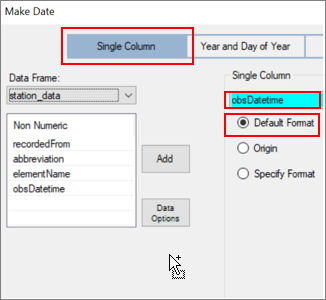 Make Date
Single Column
Year and Day of Year
Data Frame:
station_data
Non Numeric
recordedFrom
abbreviation
elementName
obsDatetime
Add
Data
Options
Single Column
obsDatetime
Default Format
Origin
Specify Format